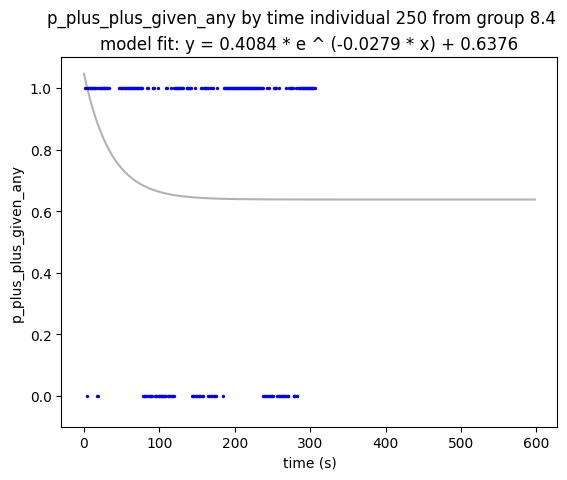 p_plus_plus_given_any by time individual 250 from group 8.4
model fit: y = 0.4084 * e ^ (-0.0279 * x) + 0.6376
p_plus_plus_given_any
1.0
0.8
0.6
0.4
0.2
0.0
0 100 200 300 400 500 600
time (s)